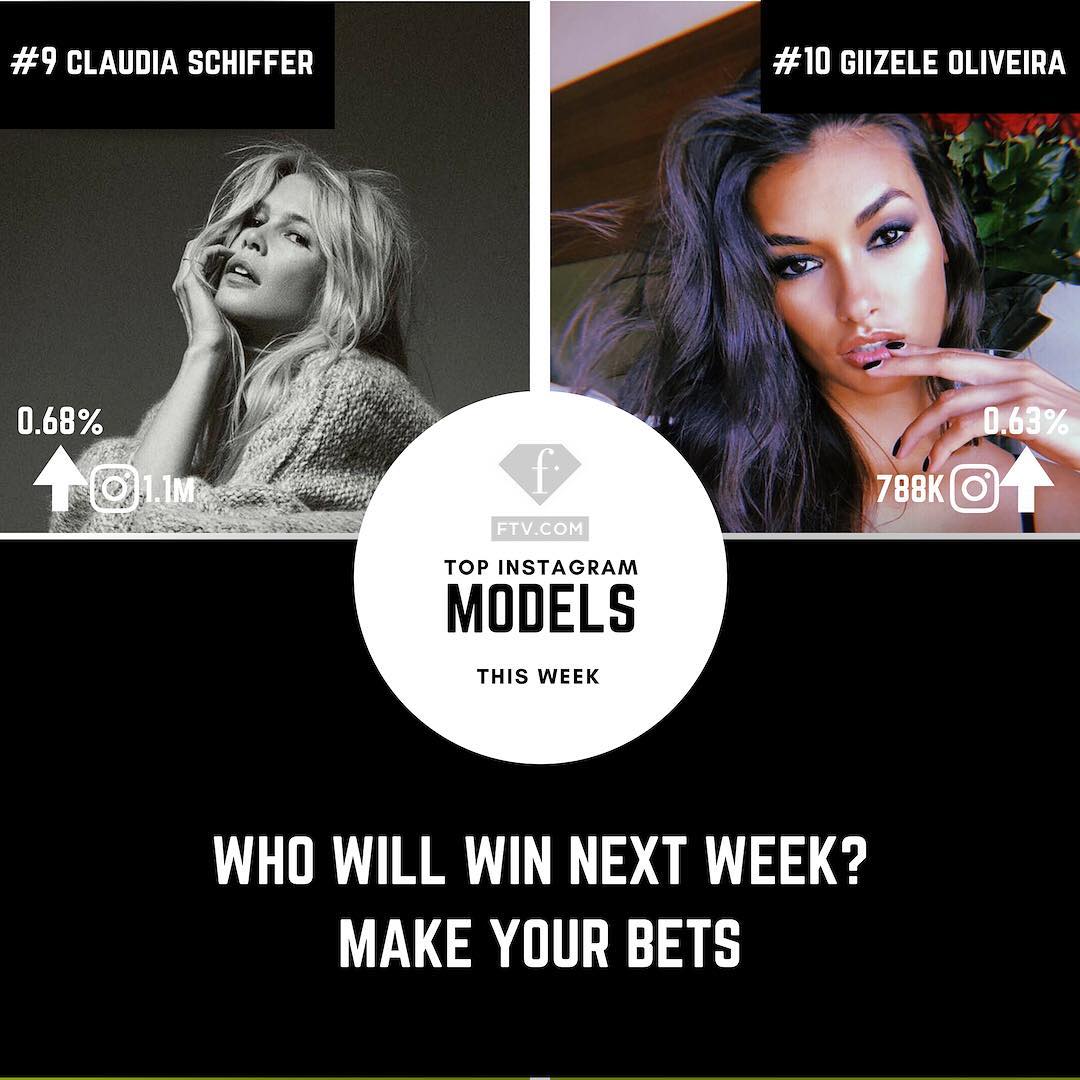 #9 CLAUDIA SCHIFFER
#10 GIIZELE OLIVEIRA
0.68%
1.1M
0.63%
788K
f
FTV.COM
TOP INSTAGRAM
MODELS
THIS WEEK
WHO WILL WIN NEXT WEEK?
MAKE YOUR BETS